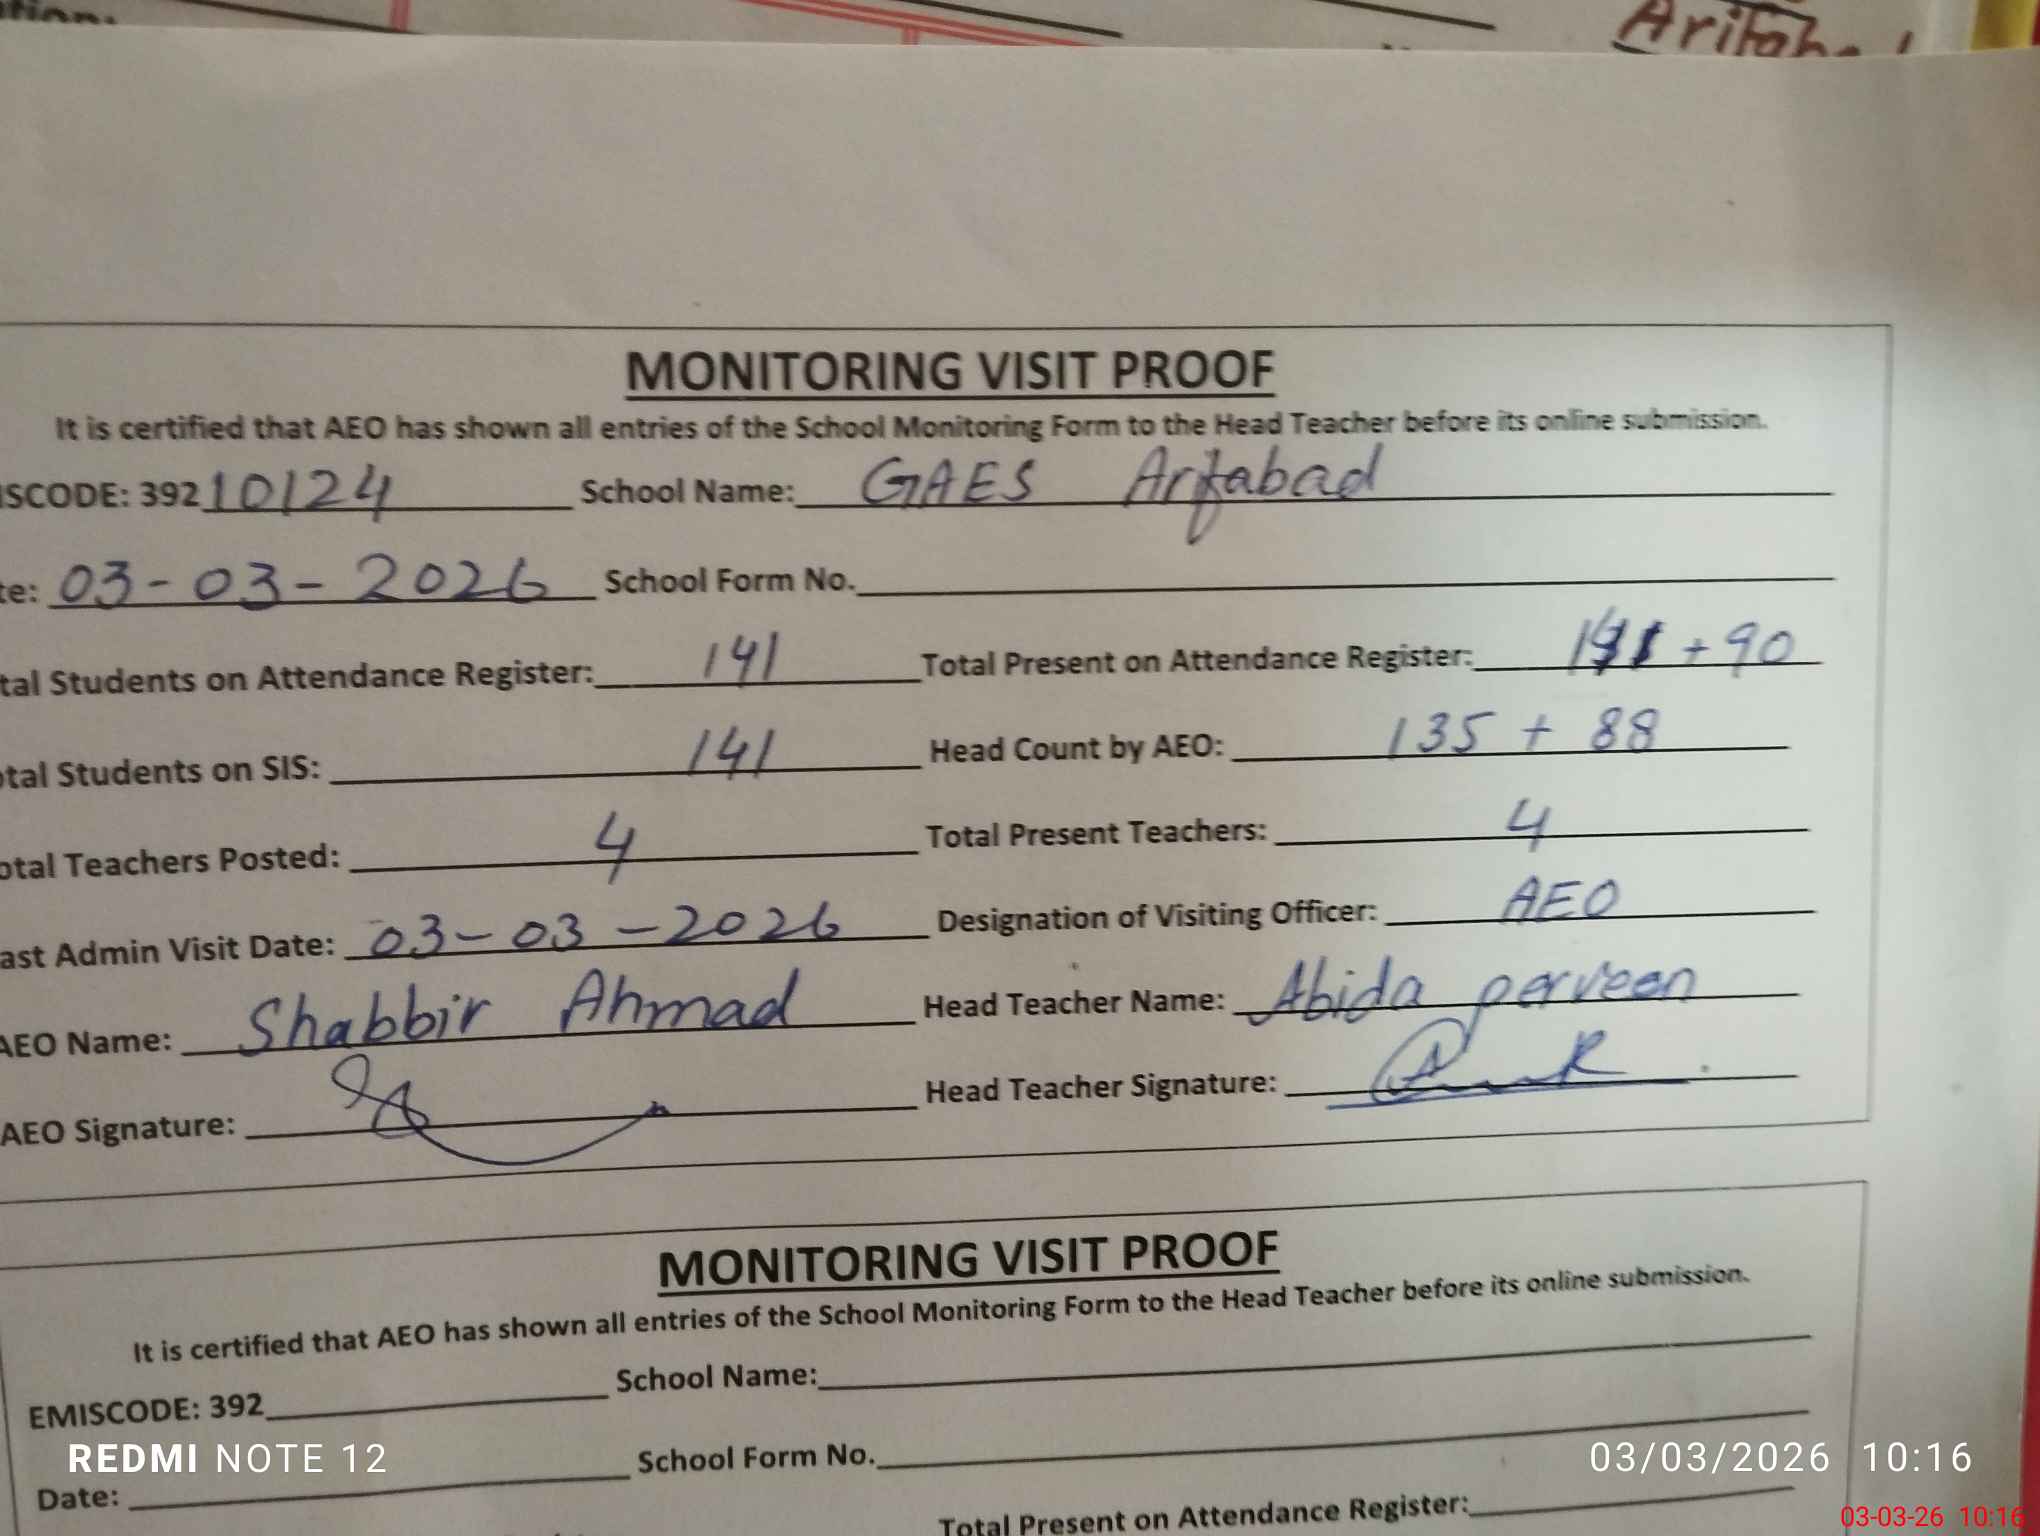 MONITORING VISIT PROOF
It is certified that AEO has shown all entries of the School Monitoring Form to the Head Teacher before its online submission.
SCODE: 39210124 School Name: GAES Arifabad
te: 03-03-2026 School Form No.
tal Students on Attendance Register: 141 Total Present on Attendance Register: + 90
otal Students on SIS: 141 Head Count by AEO: 135 + 88
otal Teachers Posted: 4 Total Present Teachers: 4
ast Admin Visit Date: 03-03-2026 Designation of Visiting Officer: AEO
AEO Name: Shabbir Ahmad Head Teacher Name: Abida perveen
AEO Signature: Head Teacher Signature:
MONITORING VISIT PROOF
It is certified that AEO has shown all entries of the School Monitoring Form to the Head Teacher before its online submission.
EMISCODE: 392 School Name:
Date: School Form No.
Total Present on Attendance Register:
REDMI NOTE 12
03/03/2026 10:16
03-03-26 10:16